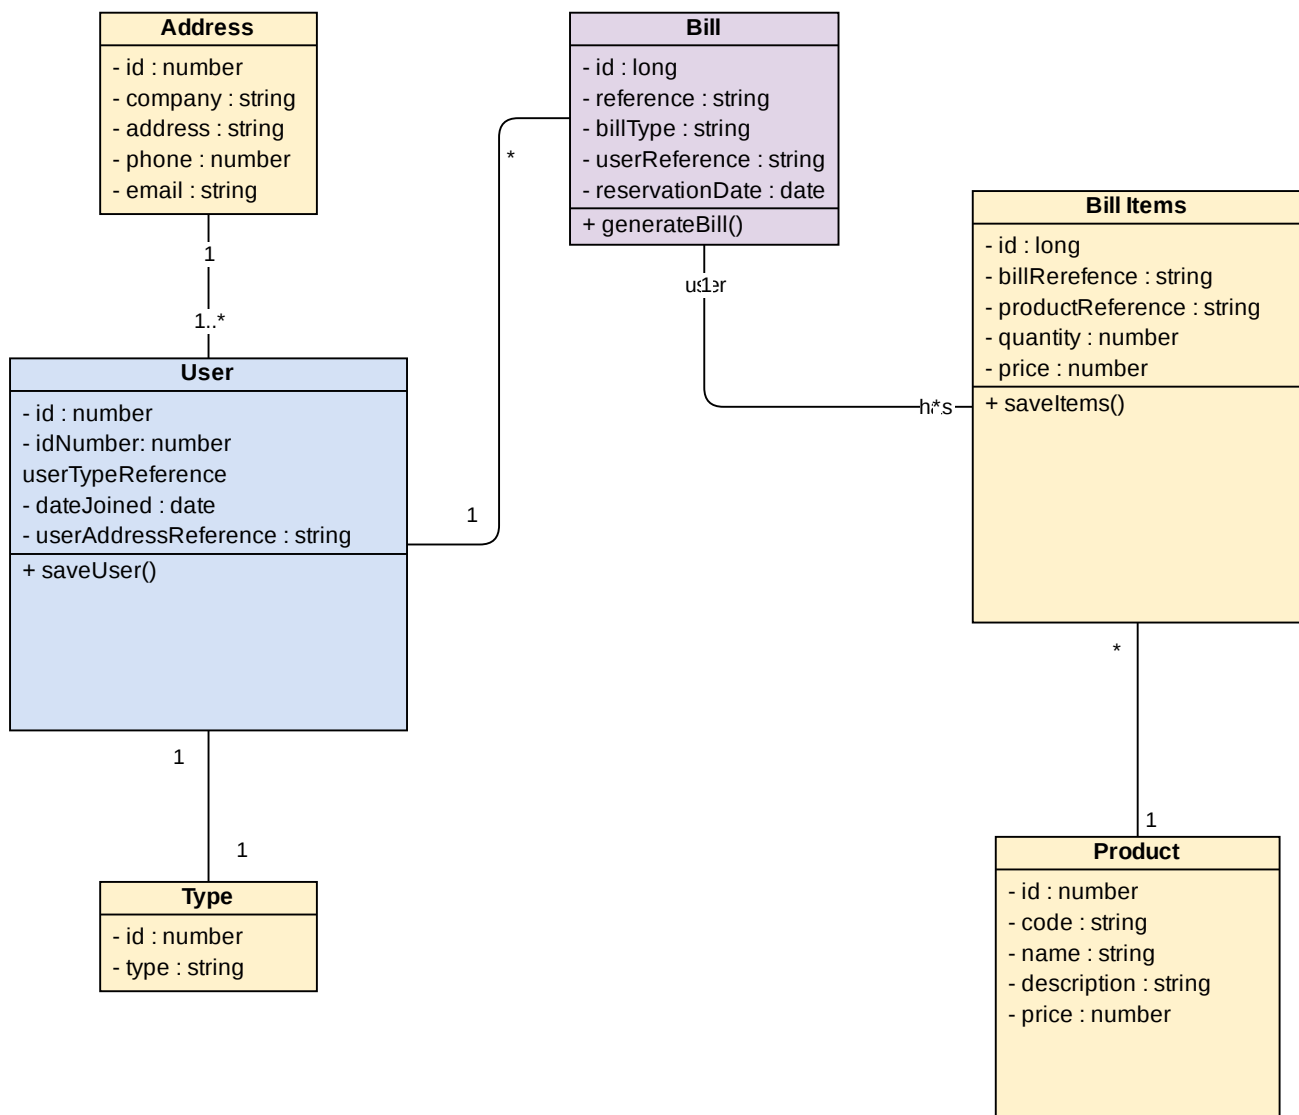 Address
- id : number
- company : string
- address : string
- phone : number
- email : string
1
1..*
User
- id : number
- idNumber: number
userTypeReference
- dateJoined : date
- userAddressReference : string
+ saveUser()
1
1
Type
- id : number
- type : string
*
1
Bill
- id : long
- reference : string
- billType : string
- userReference : string
- reservationDate : date
+ generateBill()
user
1
has
*
Bill Items
- id : long
- billRerefence : string
- productReference : string
- quantity : number
- price : number
+ saveItems()
*
1
Product
- id : number
- code : string
- name : string
- description : string
- price : number